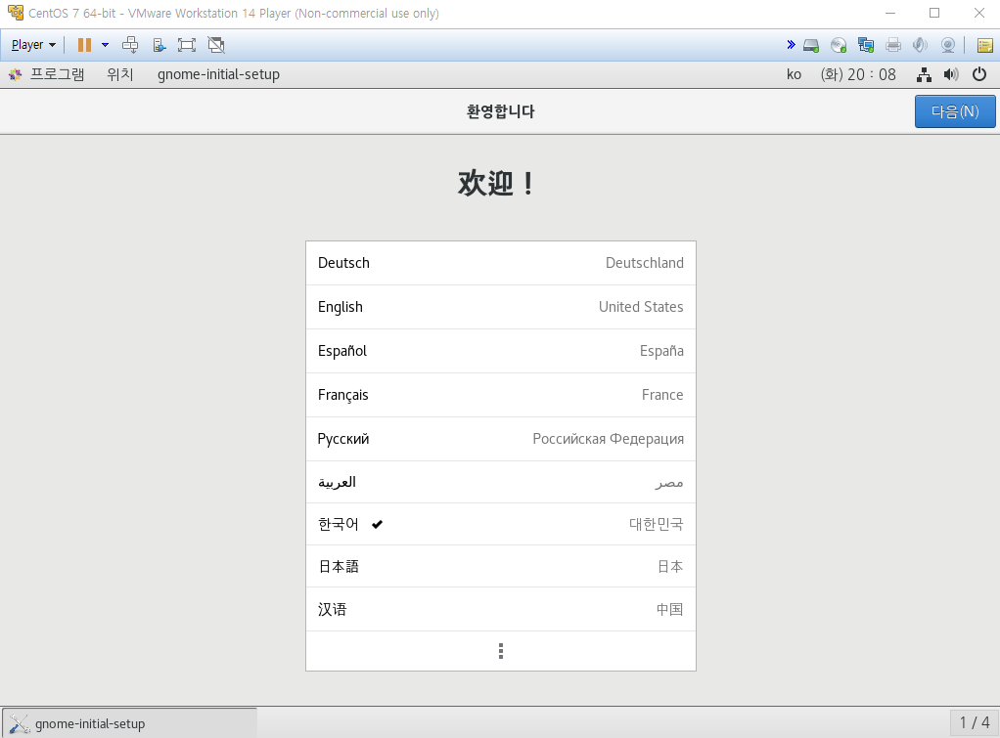 CentOS 7 64-bit - VMware Workstation 14 Player (Non-commercial use only)
Player
프로그램 위치 gnome-initial-setup ko (화) 20 : 08
환영합니다 다음(N)
欢迎！
Deutsch Deutschland
English United States
Español España
Français France
Русский Российская Федерация
العربية مصر
한국어 대한민국
日本語 日本
汉语 中国
gnome-initial-setup 1 / 4